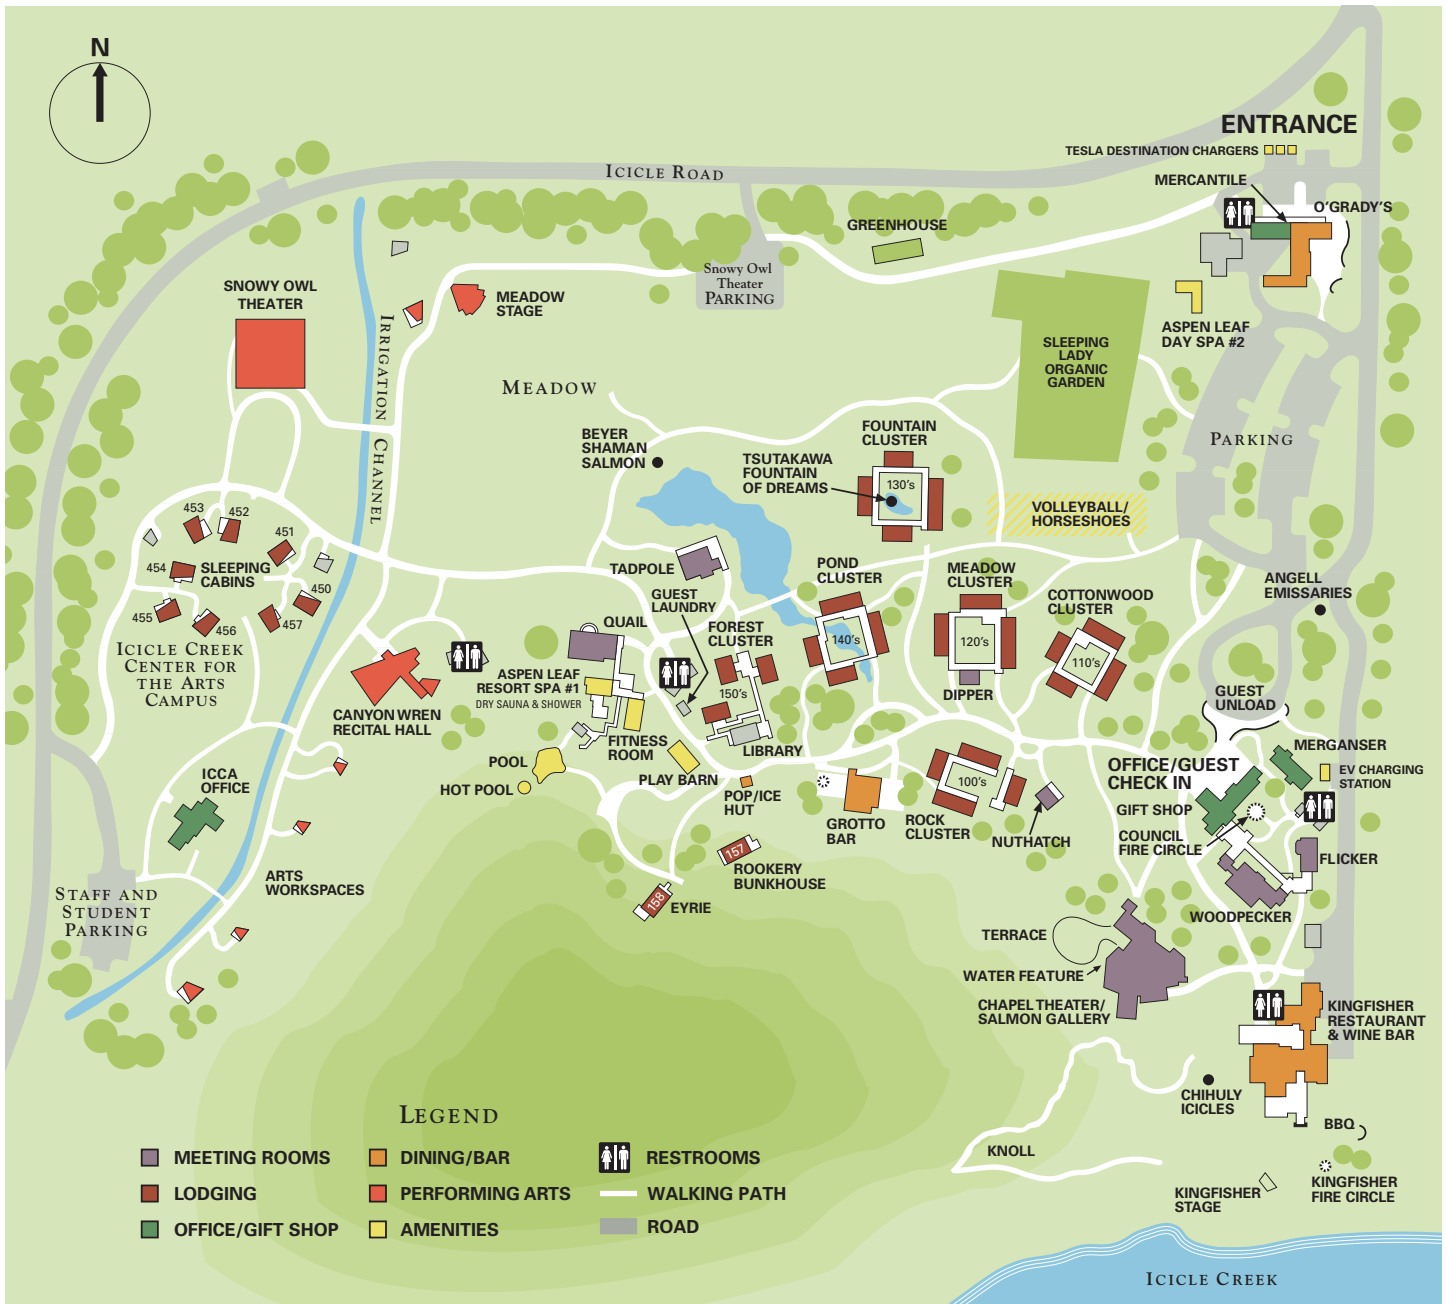 N
ENTRANCE
TESLA DESTINATION CHARGERS
MERCANTILE
O'GRADY'S
ICICLE ROAD
GREENHOUSE
Snowy Owl
Theater
PARKING
SNOWY OWL
THEATER
MEADOW
STAGE
IRRIGATION CHANNEL
ASPEN LEAF
DAY SPA #2
SLEEPING
LADY
ORGANIC
GARDEN
MEADOW
PARKING
BEYER
SHAMAN
SALMON
FOUNTAIN
CLUSTER
TSUTAKAWA
FOUNTAIN
OF DREAMS
130's
VOLLEYBALL/
HORSESHOES
453
452
451
454
SLEEPING
CABINS
450
455
456
457
ICICLE CREEK
CENTER FOR
THE ARTS
CAMPUS
TADPOLE
GUEST
LAUNDRY
POND
CLUSTER
140's
MEADOW
CLUSTER
120's
DIPPER
COTTONWOOD
CLUSTER
110's
ANGELL
EMISSARIES
QUAIL
FOREST
CLUSTER
150's
ASPEN LEAF
RESORT SPA #1
DRY SAUNA & SHOWER
CANYON WREN
RECITAL HALL
FITNESS
ROOM
LIBRARY
GUEST
UNLOAD
POOL
HOT POOL
PLAY BARN
POP/ICE
HUT
GROTTO
BAR
100's
ROCK
CLUSTER
NUTHATCH
OFFICE/GUEST
CHECK IN
GIFT SHOP
COUNCIL
FIRE CIRCLE
MERGANSER
EV CHARGING
STATION
FLICKER
WOODPECKER
ICCA
OFFICE
ARTS
WORKSPACES
STAFF AND
STUDENT
PARKING
157
ROOKERY
BUNKHOUSE
158
EYRIE
TERRACE
WATER FEATURE
CHAPEL THEATER/
SALMON GALLERY
KINGFISHER
RESTAURANT
& WINE BAR
CHIHULY
ICICLES
BBQ
KNOLL
KINGFISHER
STAGE
KINGFISHER
FIRE CIRCLE
ICICLE CREEK
LEGEND
MEETING ROOMS
LODGING
OFFICE/GIFT SHOP
DINING/BAR
PERFORMING ARTS
AMENITIES
RESTROOMS
WALKING PATH
ROAD